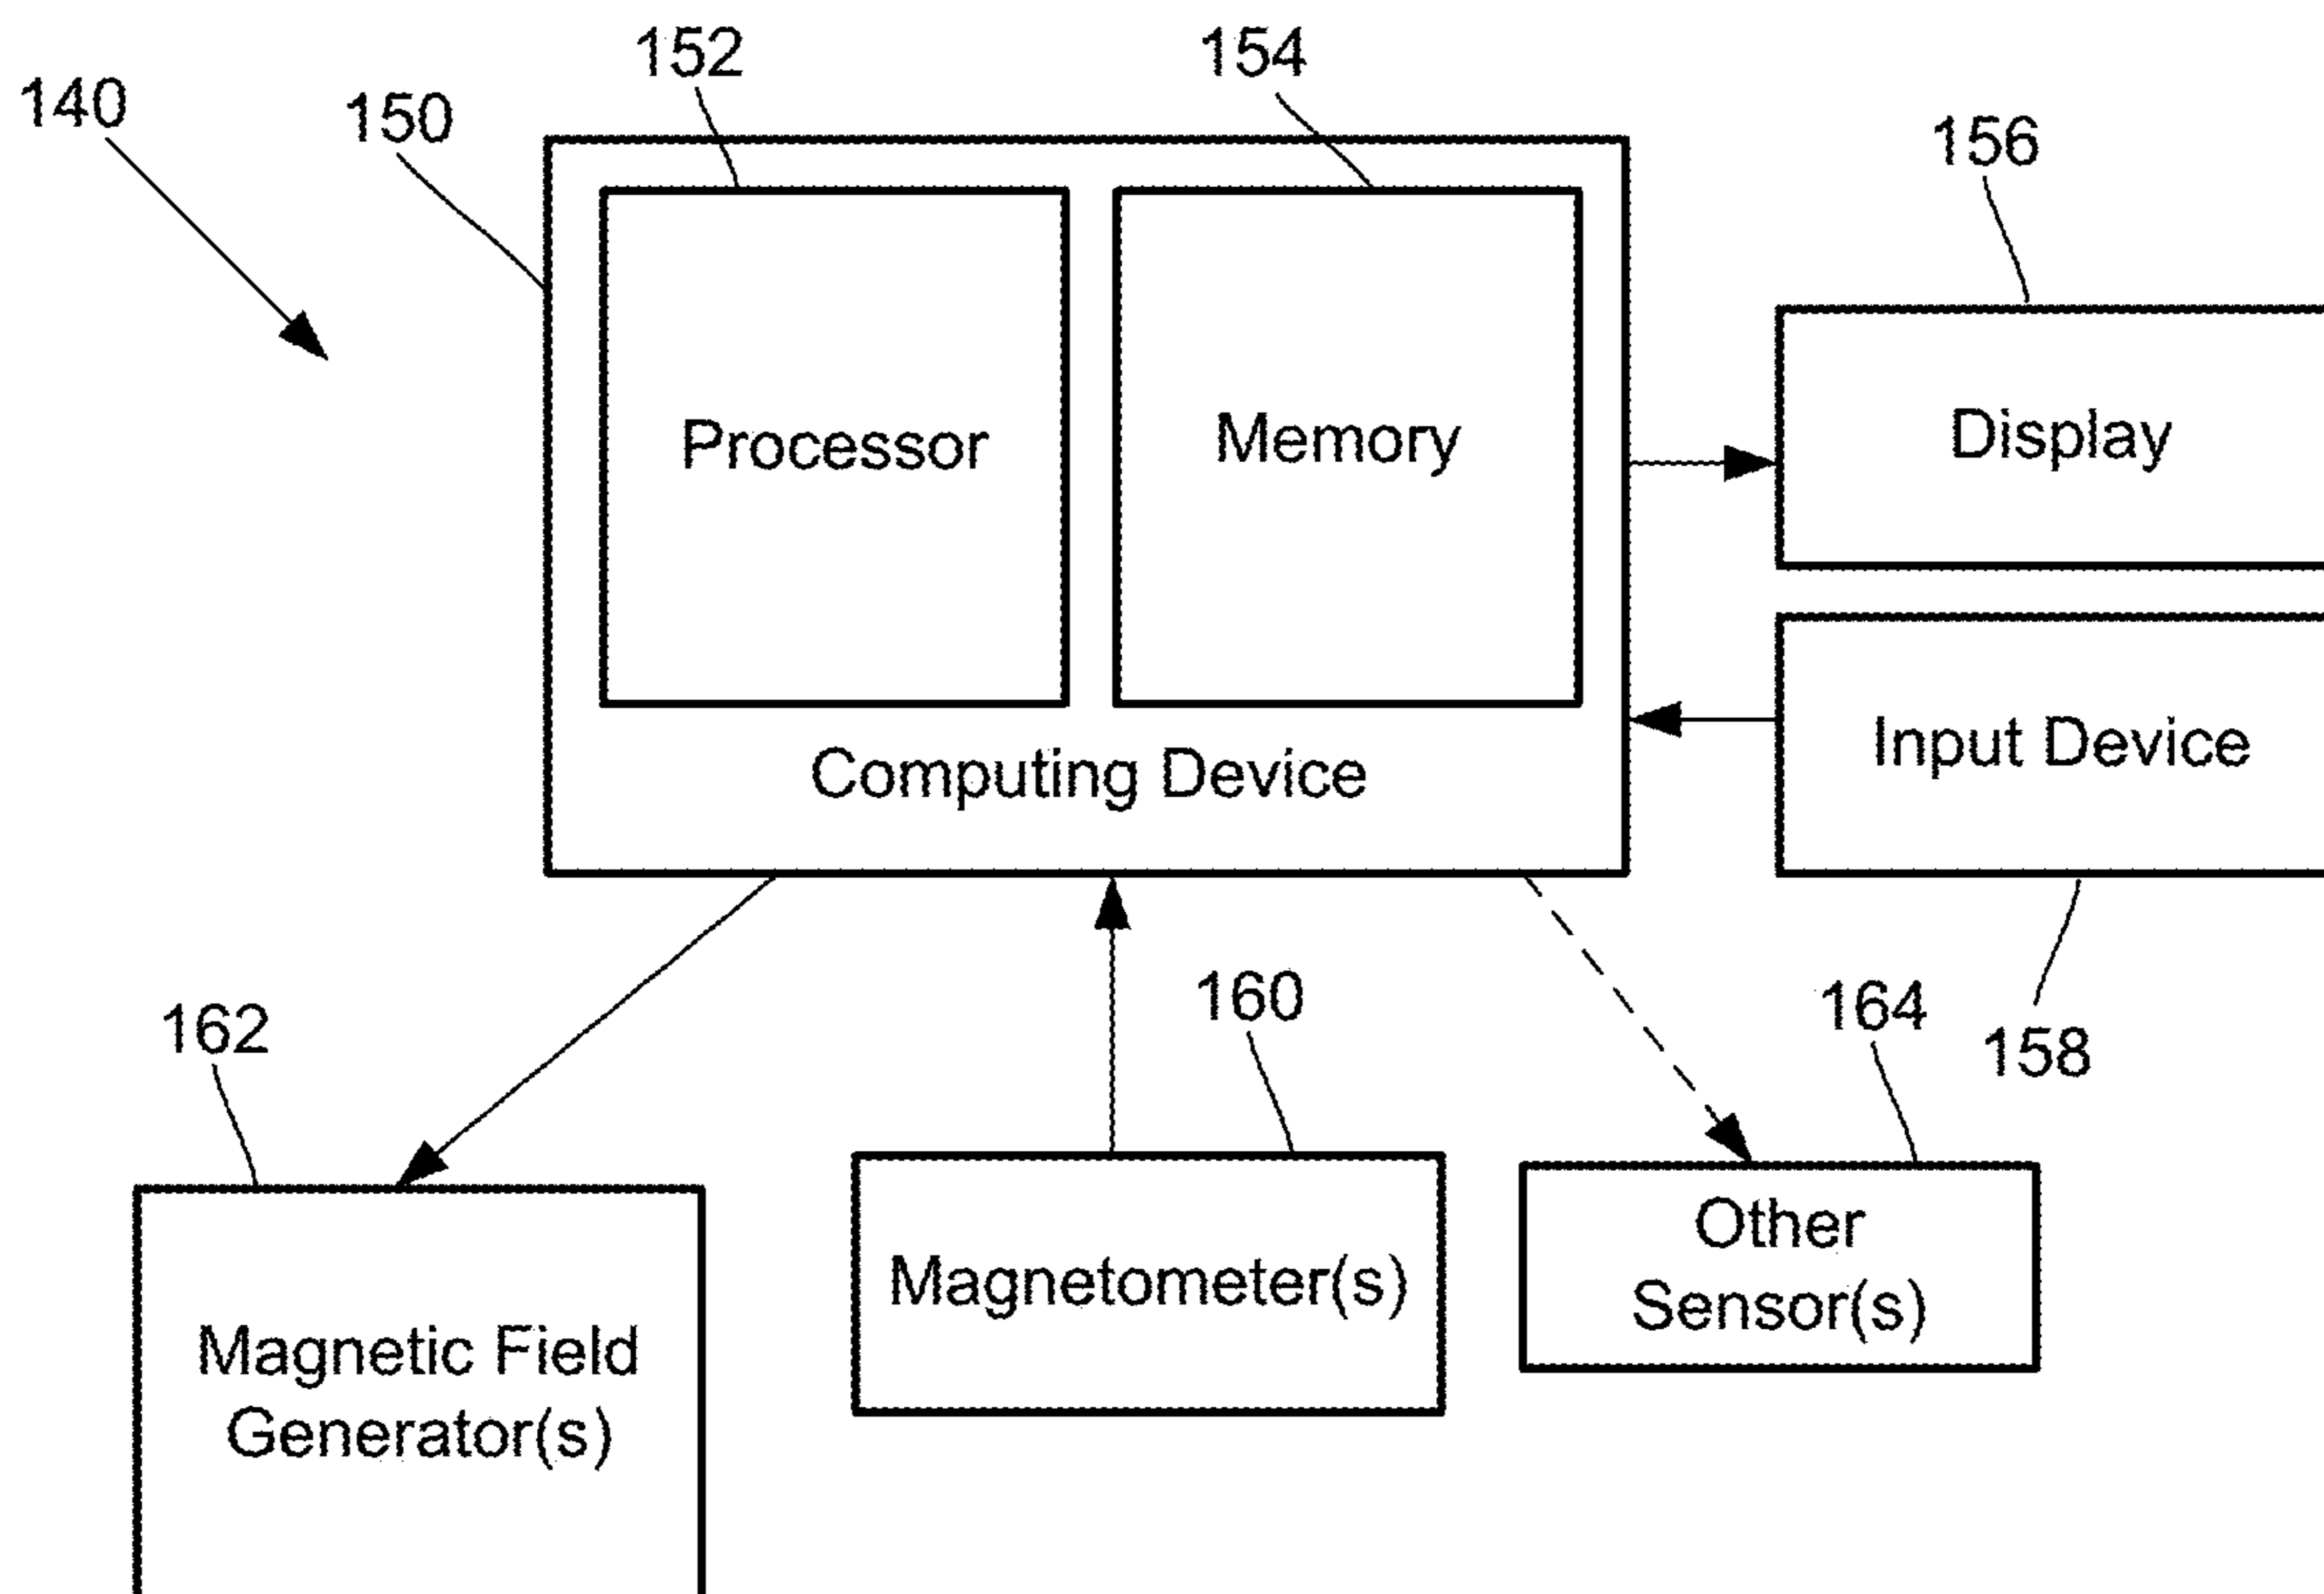 152
154
140
150
156
Processor
Memory
Display
Input Device
Computing Device
160
164
162
158
Other
Sensor(s)
Magnetometer(s)
Magnetic Field
Generator(s)